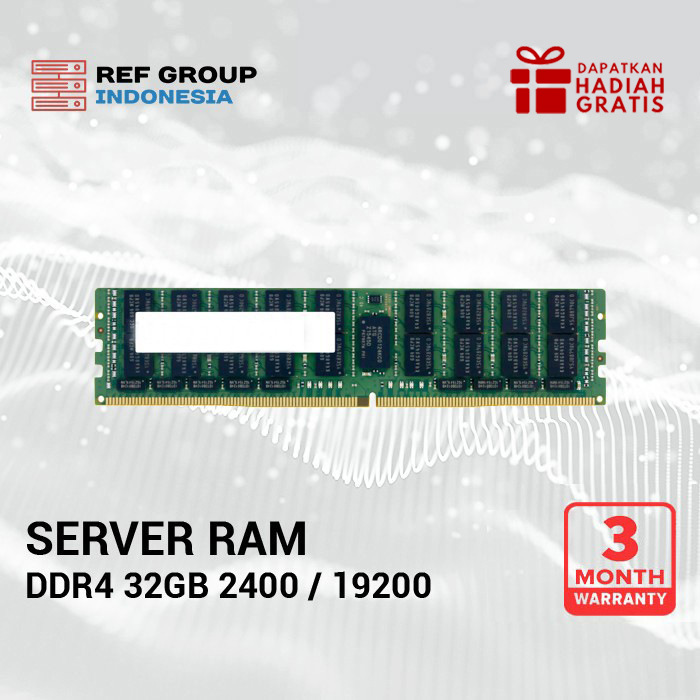 REF GROUP
INDONESIA
DAPATKAN
HADIAH
GRATIS
SERVER RAM
DDR4 32GB 2400 / 19200
3
MONTH
WARRANTY